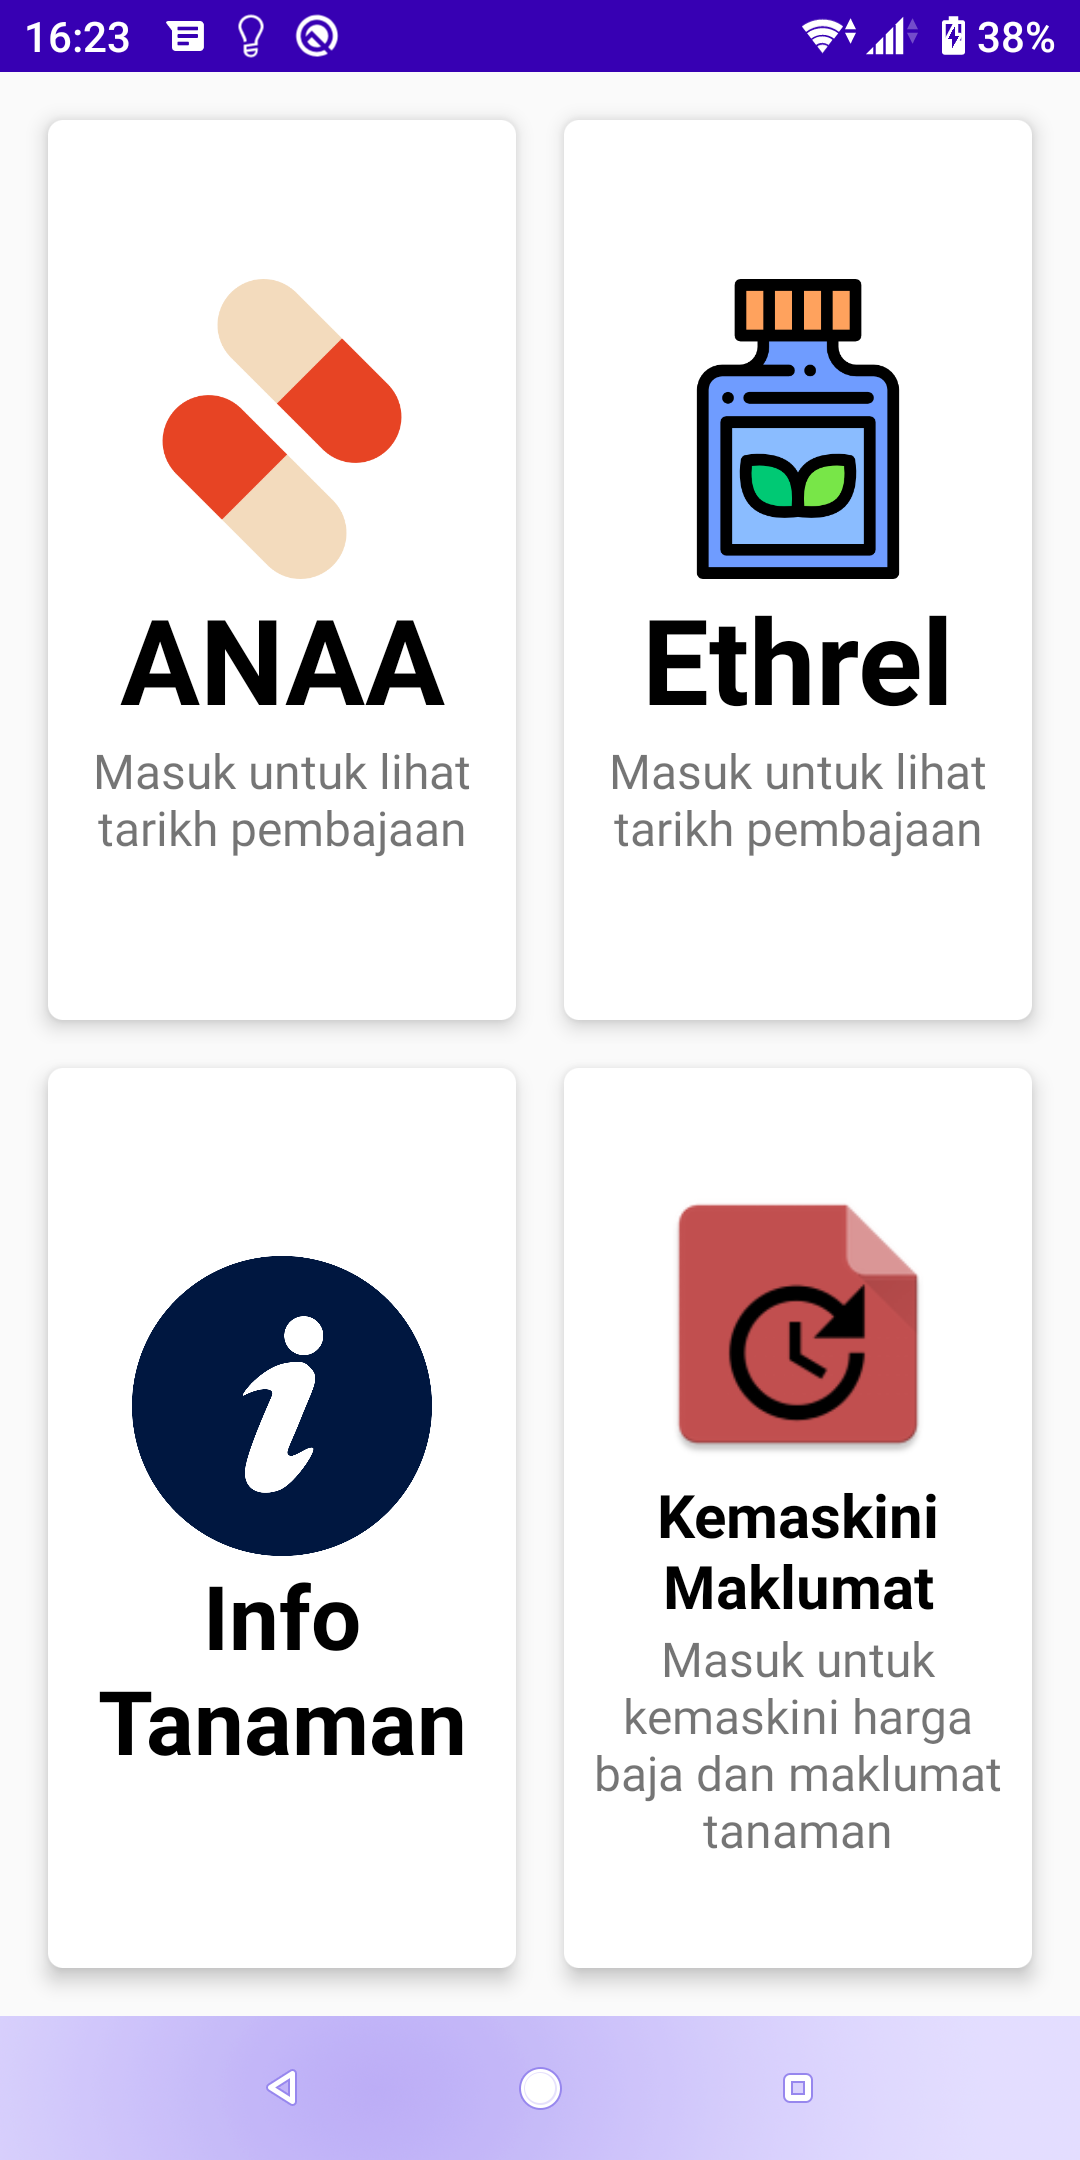 16:23
38%
ANAA
Masuk untuk lihat
tarikh pembajaan
Ethrel
Masuk untuk lihat
tarikh pembajaan
Info
Tanaman
Kemaskini
Maklumat
Masuk untuk
kemaskini harga
baja dan maklumat
tanaman